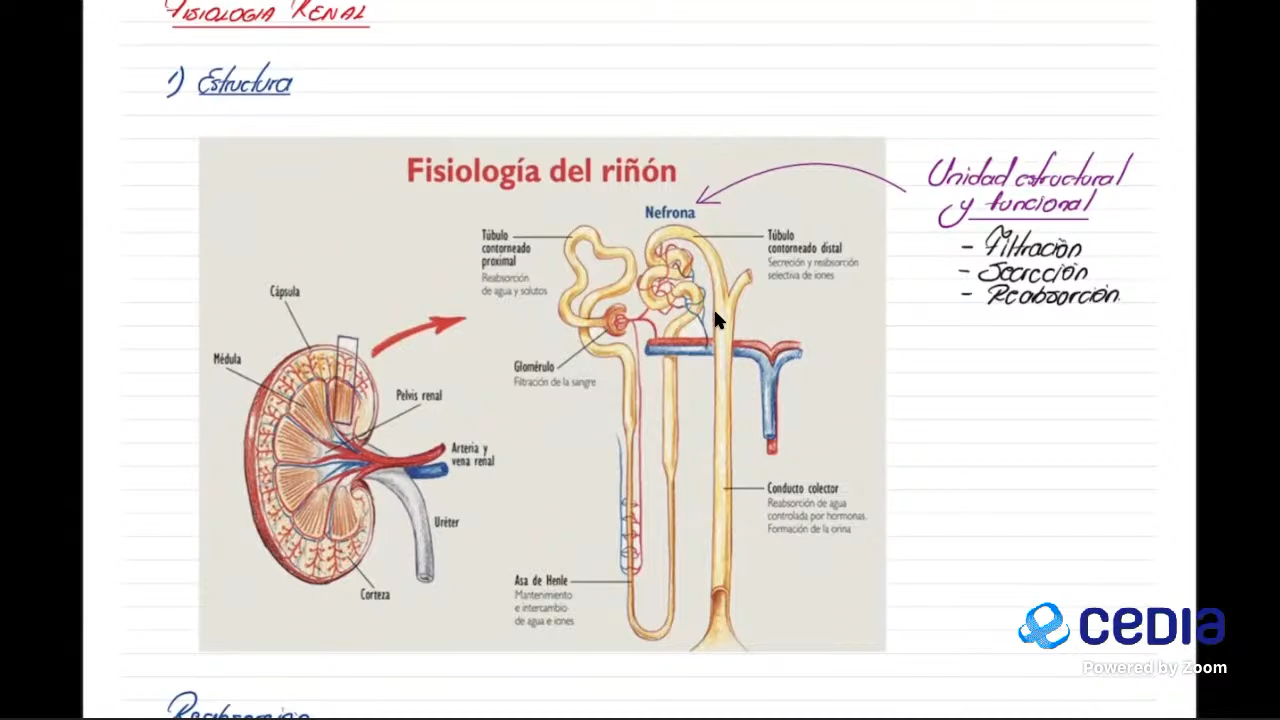 FISIOLOGIA RENAL
1) Estructura
Fisiología del riñón
Nefrona
Unidad estructural
y funcional
- Filtración
- Secrección
- Reabsorción
Túbulo
contorneado
proximal
Reabsorción
de agua y solutos
Túbulo
contorneado distal
Secreción y reabsorción
selectiva de iones
Cápsula
Médula
Pelvis renal
Arteria y
vena renal
Uréter
Corteza
Glomérulo
Filtración de la sangre
Conducto colector
Reabsorción de agua
controlada por hormonas.
Formación de la orina
Asa de Henle
Mantenimiento
e intercambio
de agua e iones
CEDIA
Powered by Zoom